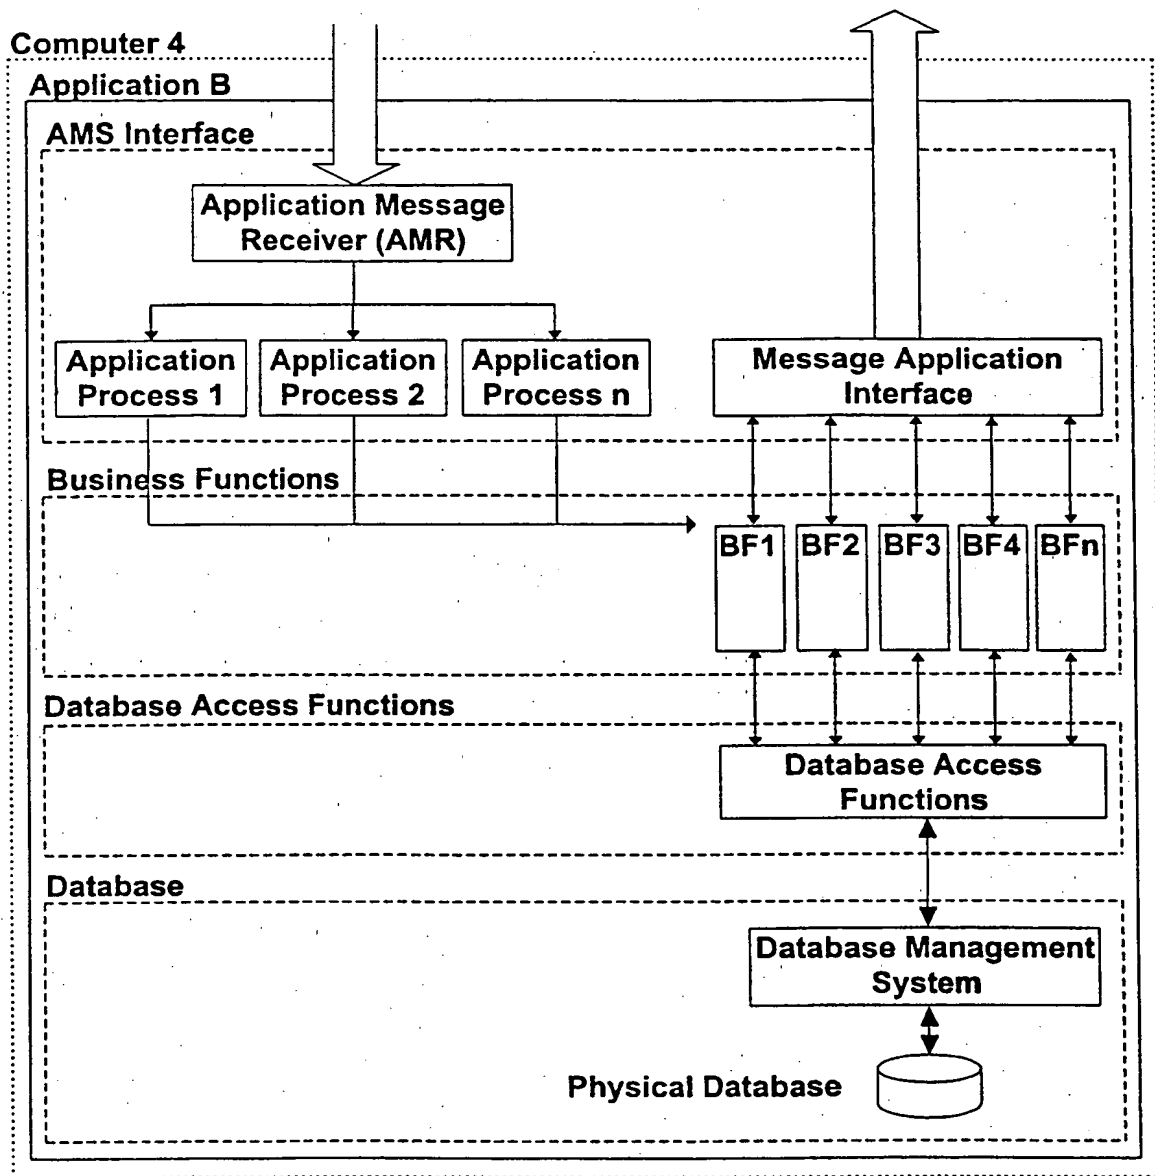 Computer 4
Application B
AMS Interface
Application Message
Receiver (AMR)
Application
Process 1
Application
Process 2
Application
Process n
Message Application
Interface
Business Functions
BF1
BF2
BF3
BF4
BFn
Database Access Functions
Database Access
Functions
Database
Database Management
System
Physical Database